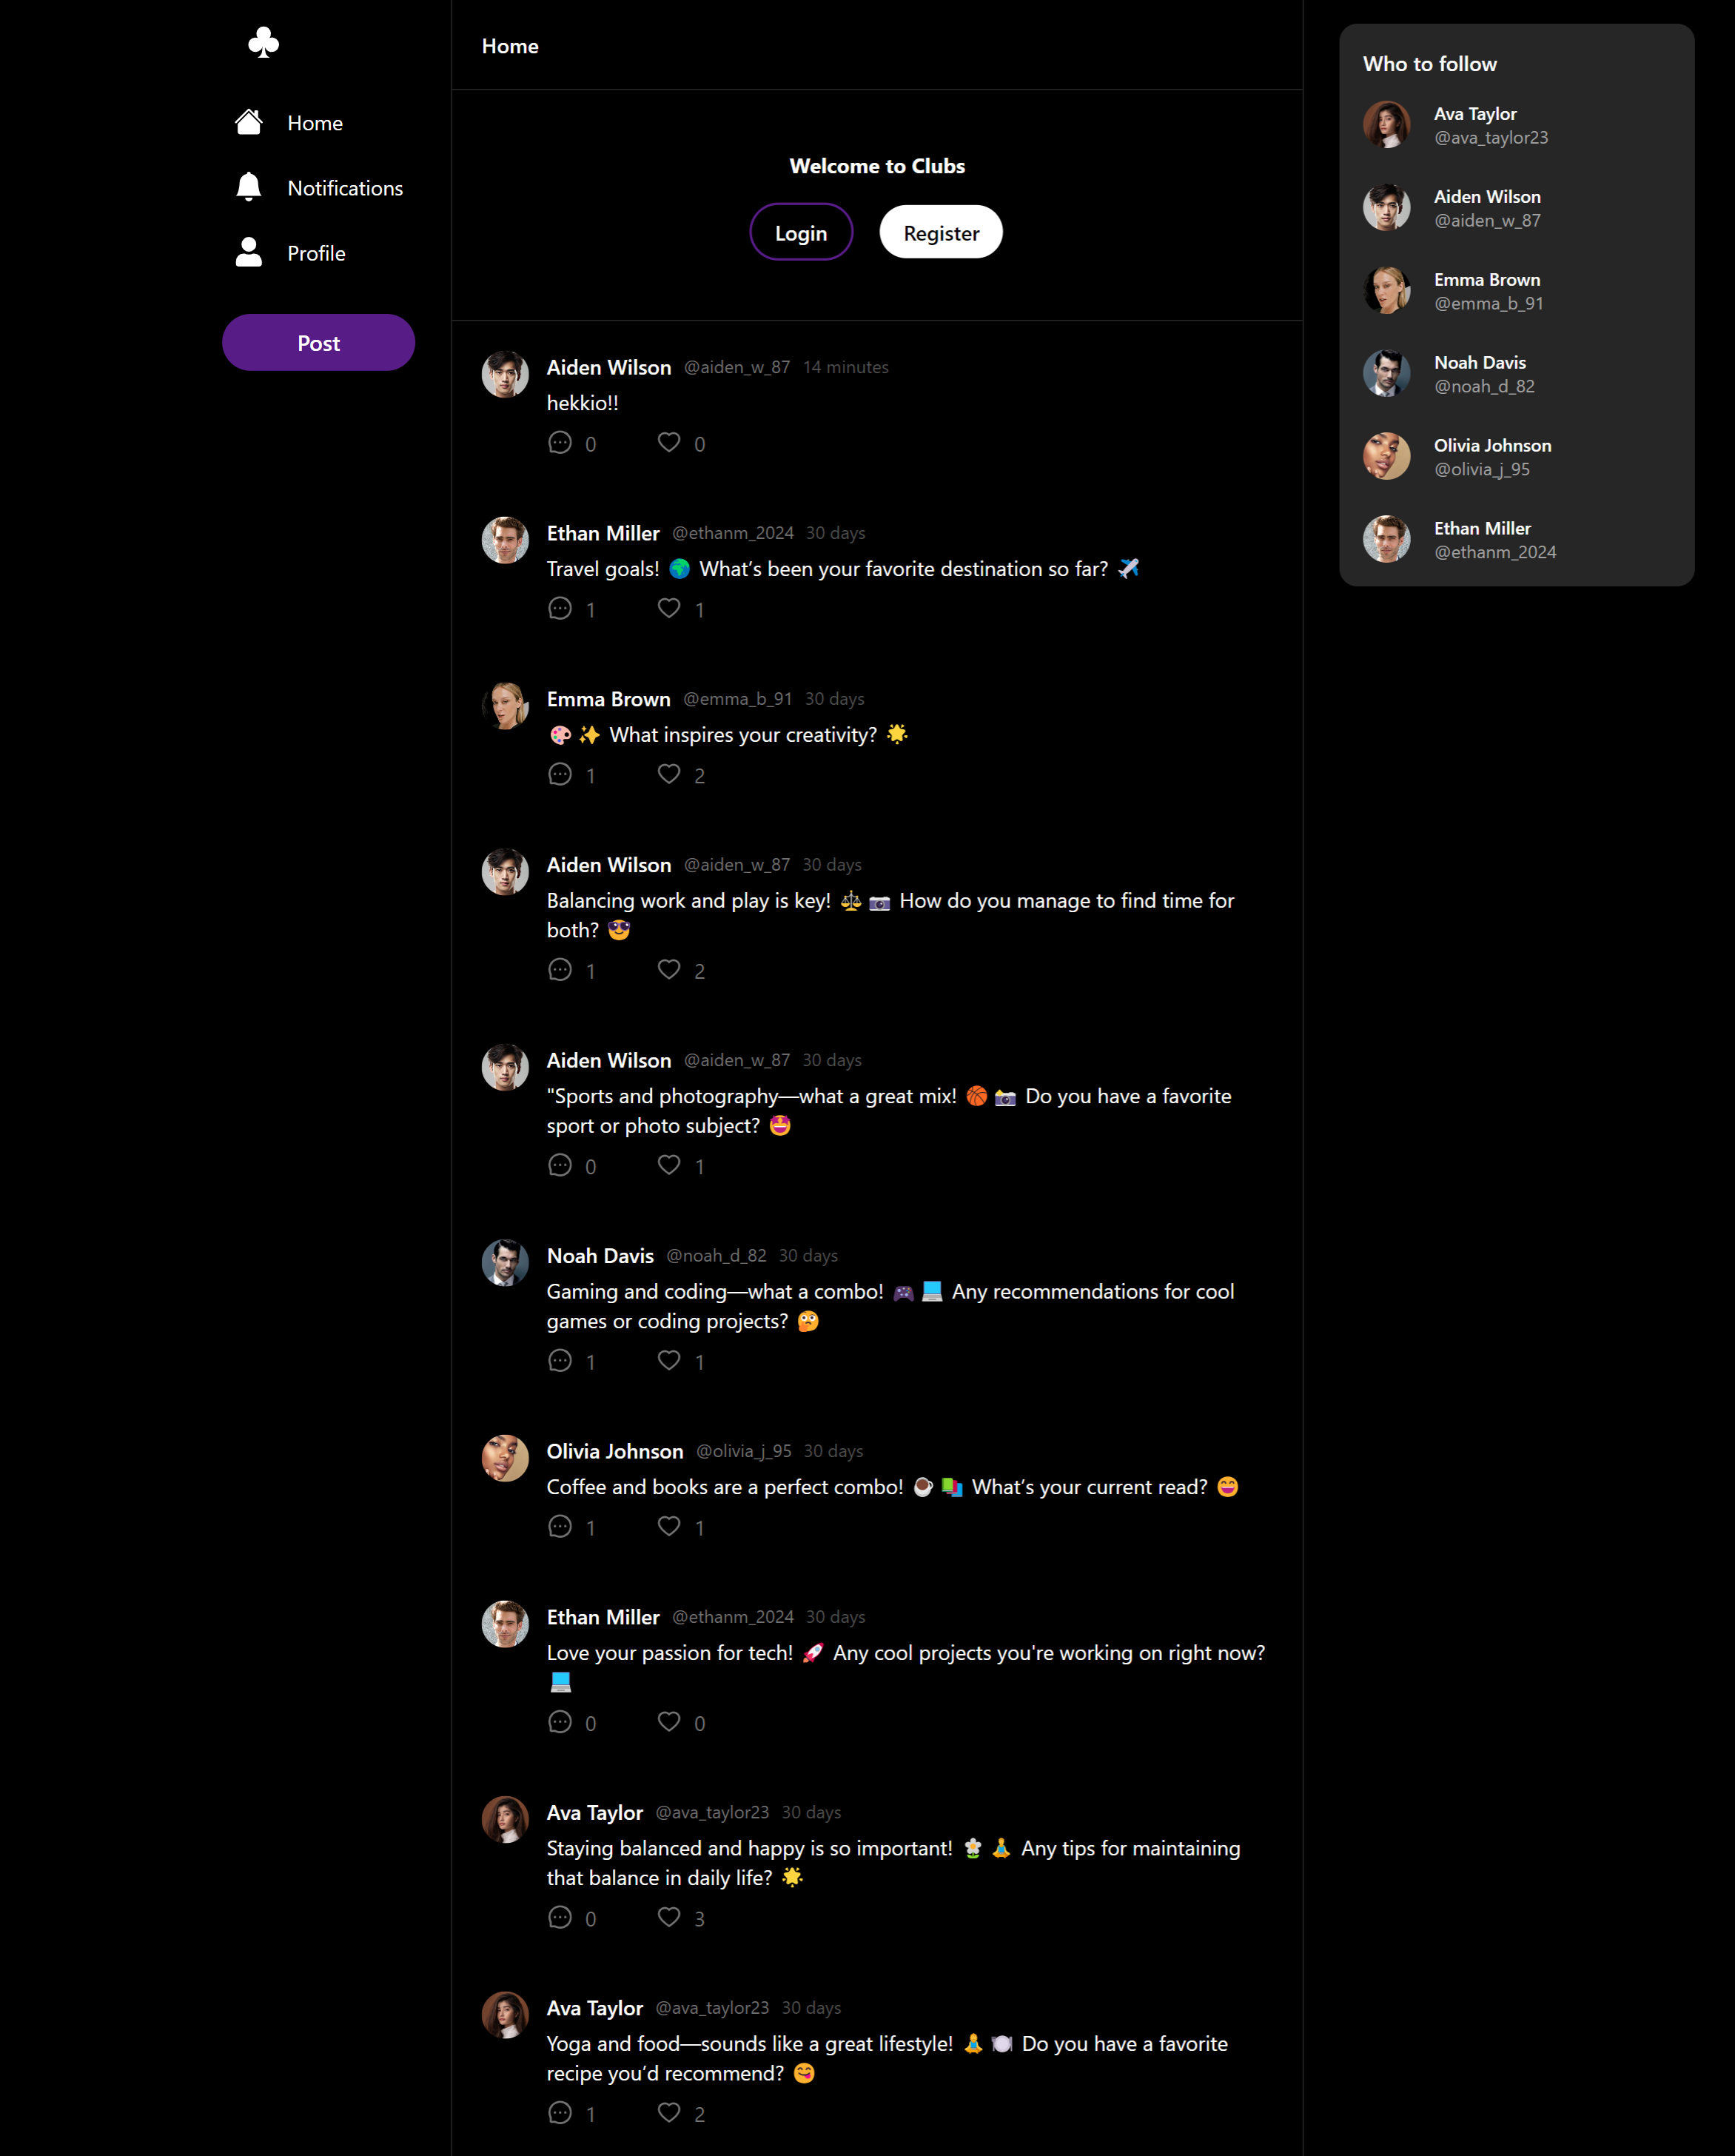 Home
Notifications
Profile
Post
Home
Welcome to Clubs
Login
Register
Aiden Wilson @aiden_w_87 14 minutes
hekkio!!
0 0
Ethan Miller @ethanm_2024 30 days
Travel goals! 🌍 What’s been your favorite destination so far? ✈️
1 1
Emma Brown @emma_b_91 30 days
🎨 ✨ What inspires your creativity? 🌟
1 2
Aiden Wilson @aiden_w_87 30 days
Balancing work and play is key! ⚖️ 📷 How do you manage to find time for
both? 😎
1 2
Aiden Wilson @aiden_w_87 30 days
"Sports and photography—what a great mix! 🏀 📸 Do you have a favorite
sport or photo subject? 🤩
0 1
Noah Davis @noah_d_82 30 days
Gaming and coding—what a combo! 🎮 💻 Any recommendations for cool
games or coding projects? 🤔
1 1
Olivia Johnson @olivia_j_95 30 days
Coffee and books are a perfect combo! ☕ 📚 What’s your current read? 😄
1 1
Ethan Miller @ethanm_2024 30 days
Love your passion for tech! 🚀 Any cool projects you're working on right now?
💻
0 0
Ava Taylor @ava_taylor23 30 days
Staying balanced and happy is so important! 🧘 Any tips for maintaining
that balance in daily life? 🌟
0 3
Ava Taylor @ava_taylor23 30 days
Yoga and food—sounds like a great lifestyle! 🧘 🍽️ Do you have a favorite
recipe you’d recommend? 😋
1 2
Who to follow
Ava Taylor
@ava_taylor23
Aiden Wilson
@aiden_w_87
Emma Brown
@emma_b_91
Noah Davis
@noah_d_82
Olivia Johnson
@olivia_j_95
Ethan Miller
@ethanm_2024